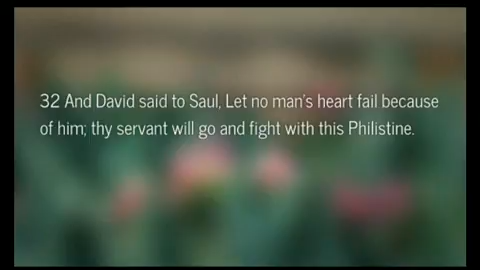 32 And David said to Saul, Let no man's heart fail because
of him; thy servant will go and fight with this Philistine.